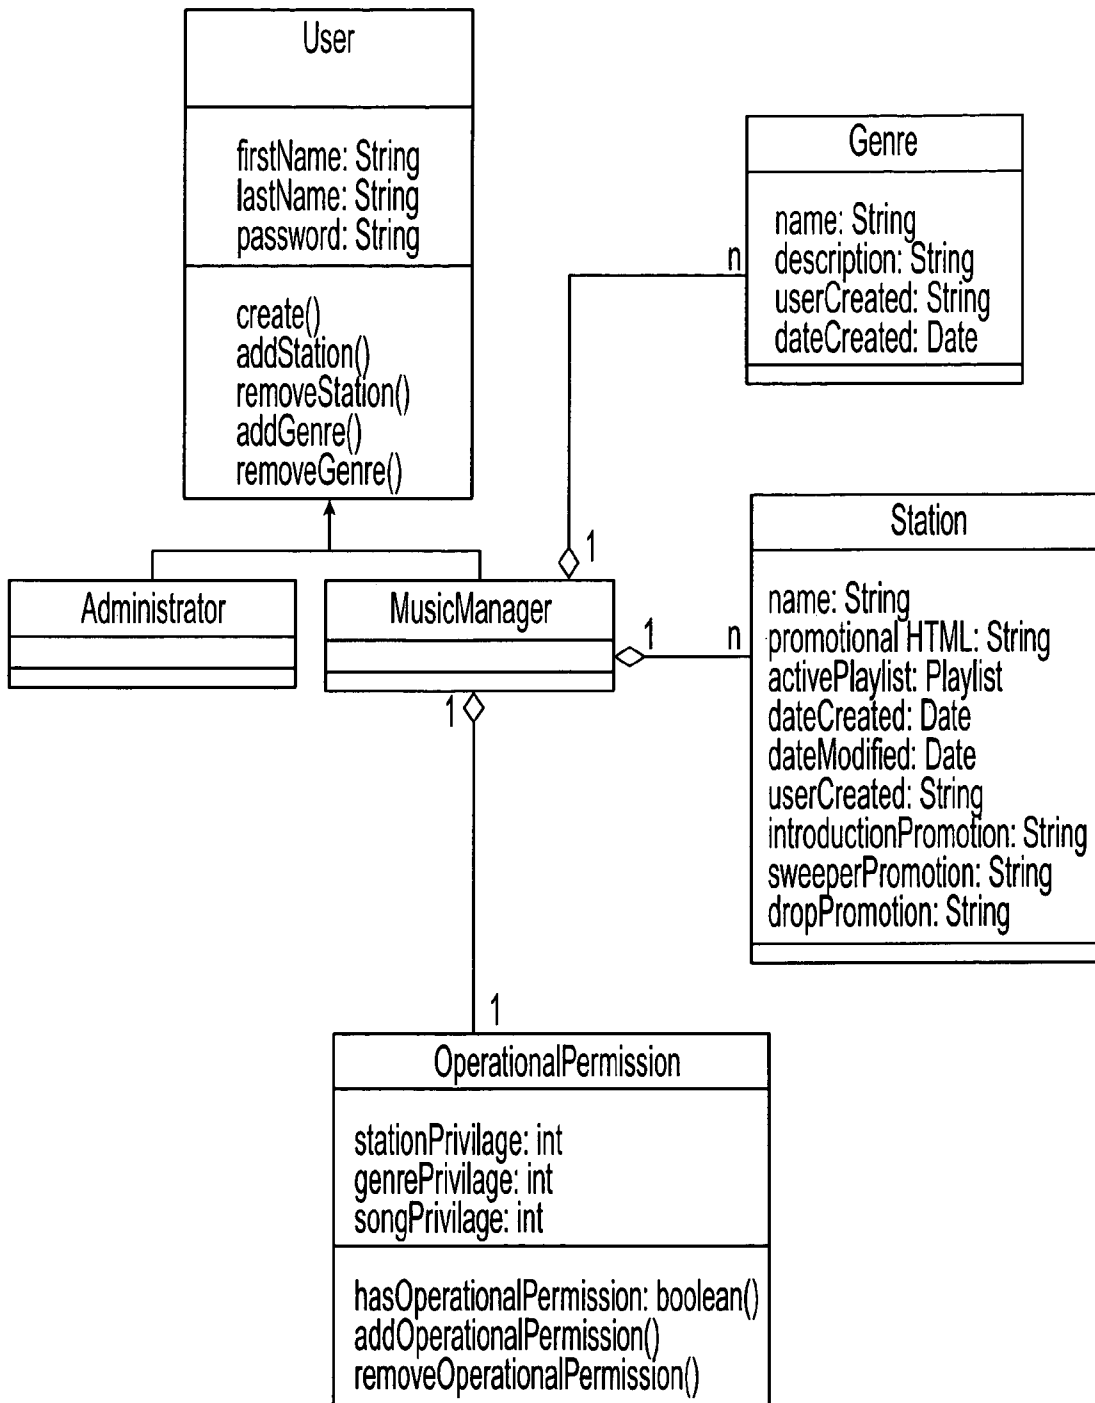 User
firstName: String
lastName: String
password: String
create()
addStation()
removeStation()
addGenre()
removeGenre()
Genre
name: String
description: String
userCreated: String
dateCreated: Date
n
1
Administrator
MusicManager
1
n
1
Station
name: String
promotional HTML: String
activePlaylist: Playlist
dateCreated: Date
dateModified: Date
userCreated: String
introductionPromotion: String
sweeperPromotion: String
dropPromotion: String
1
OperationalPermission
stationPrivilage: int
genrePrivilage: int
songPrivilage: int
hasOperationalPermission: boolean()
addOperationalPermission()
removeOperationalPermission()